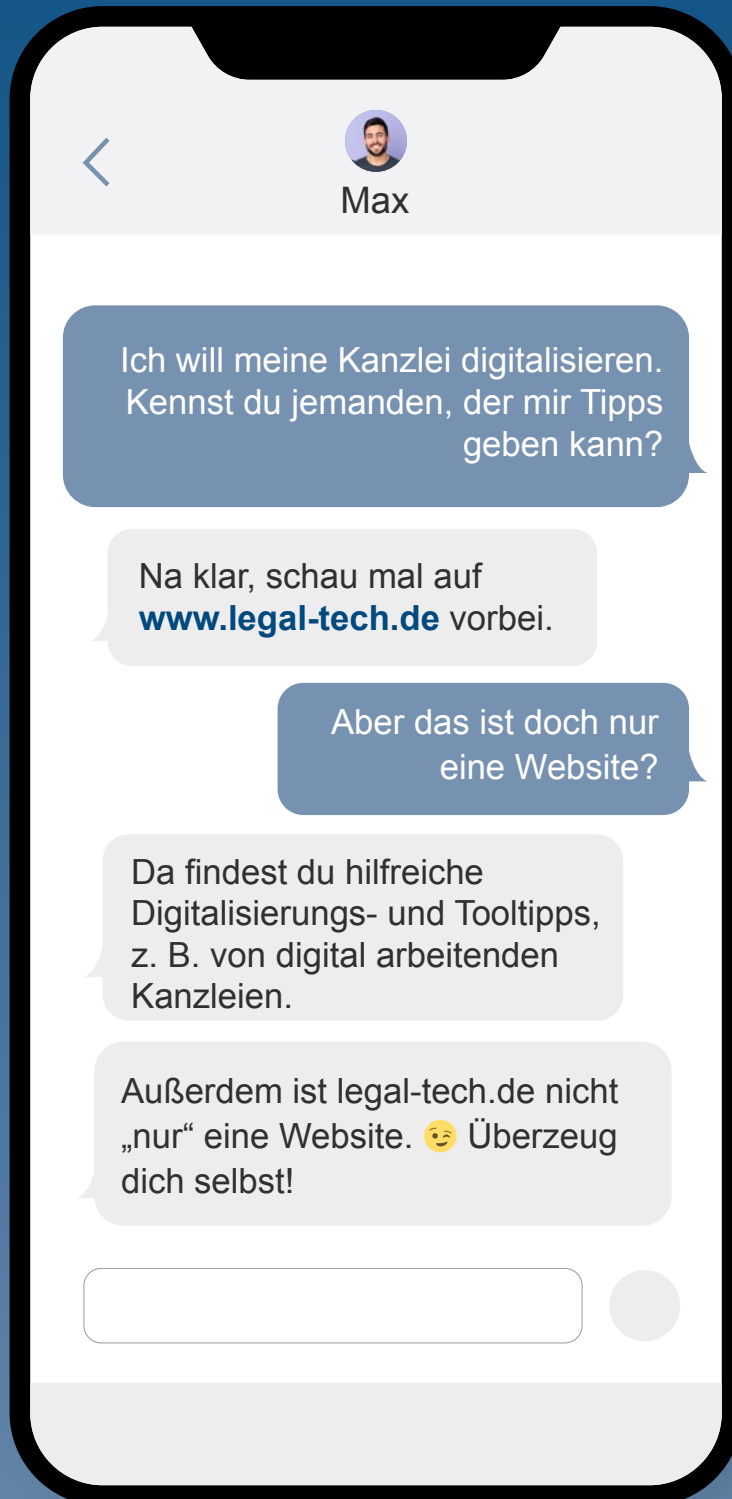 Max
Ich will meine Kanzlei digitalisieren.
Kennst du jemanden, der mir Tipps
geben kann?
Na klar, schau mal auf
www.legal-tech.de vorbei.
Aber das ist doch nur
eine Website?
Da findest du hilfreiche
Digitalisierungs- und Tooltipps,
z. B. von digital arbeitenden
Kanzleien.
Außerdem ist legal-tech.de nicht
„nur“ eine Website. 😉 Überzeug
dich selbst!